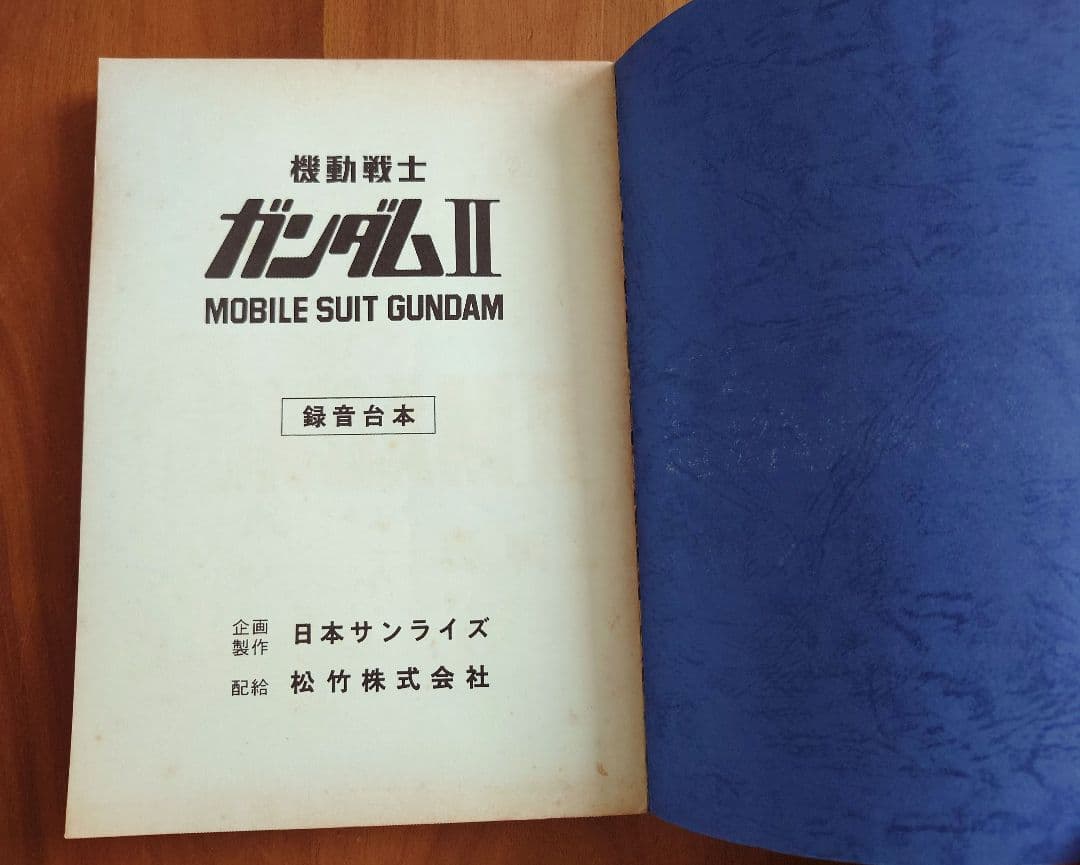 機動戦士
ガンダムⅡ
MOBILE SUIT GUNDAM
録音台本
企画
製作 日本サンライズ
配給 松竹株式会社